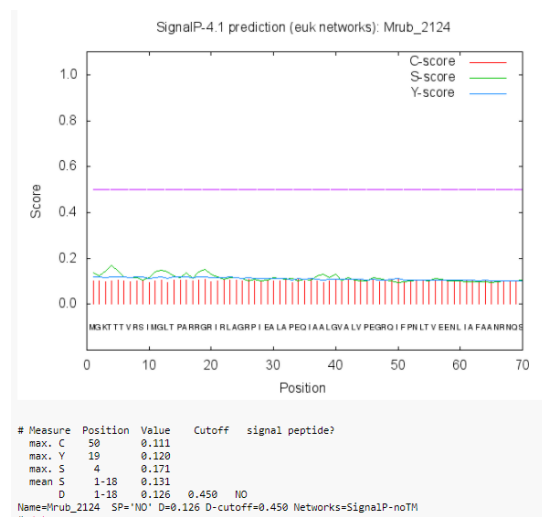 SignalP-4.1 prediction (euk networks): Mrub_2124
C-score
S-score
Y-score
1.0
0.8
0.6
0.4
0.2
0.0
Score
MGKTTTVRSIMGLTPARRGRIRLAGRPIEALAPEQIAALGVALVPEGRQIFPNLTVEENLIAFAANRNQS
0 10 20 30 40 50 60 70
Position
# Measure Position Value Cutoff signal peptide?
max. C 50 0.111
max. Y 19 0.120
max. S 4 0.171
mean S 1-18 0.131
D 1-18 0.126 0.450 NO
Name=Mrub_2124 SP='NO' D=0.126 D-cutoff=0.450 Networks=SignalP-noTM